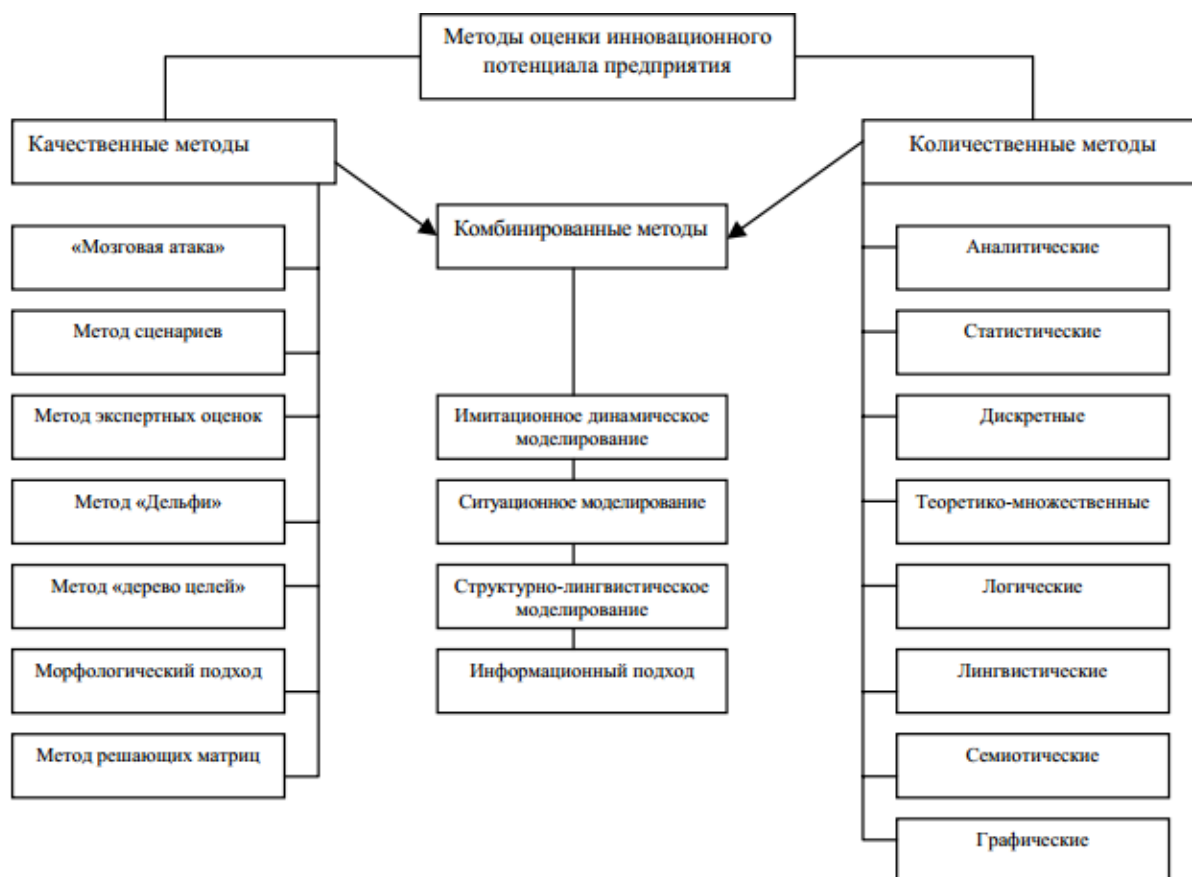 Методы оценки инновационного
потенциала предприятия
Качественные методы
«Мозговая атака»
Метод сценариев
Метод экспертных оценок
Метод «Дельфи»
Метод «дерево целей»
Морфологический подход
Метод решающих матриц
Комбинированные методы
Имитационное динамическое
моделирование
Ситуационное моделирование
Структурно-лингвистическое
моделирование
Информационный подход
Количественные методы
Аналитические
Статистические
Дискретные
Теоретико-множественные
Логические
Лингвистические
Семиотические
Графические